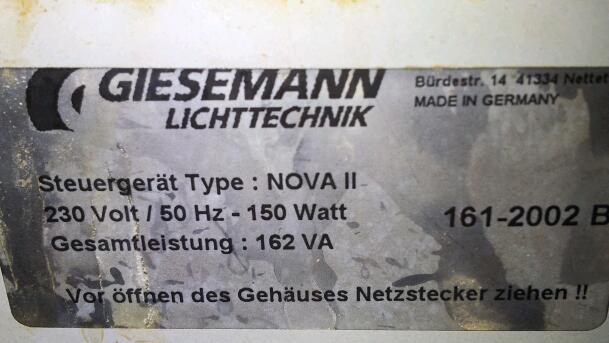 GIESEMANN
LICHTTECHNIK
Bürdestr. 14 41334 Nettet
MADE IN GERMANY
Steuergerät Type : NOVA II
230 Volt / 50 Hz - 150 Watt
161-2002 B
Gesamtleistung : 162 VA
Vor öffnen des Gehäuses Netzstecker ziehen !!